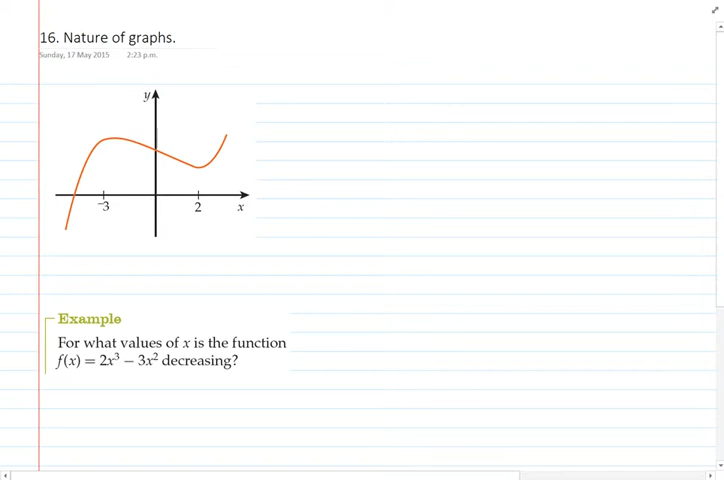 16. Nature of graphs.
Sunday, 17 May 2015 2:23 p.m.
y
⁻3 2 x
Example
For what values of x is the function
f(x) = 2x³ − 3x² decreasing?